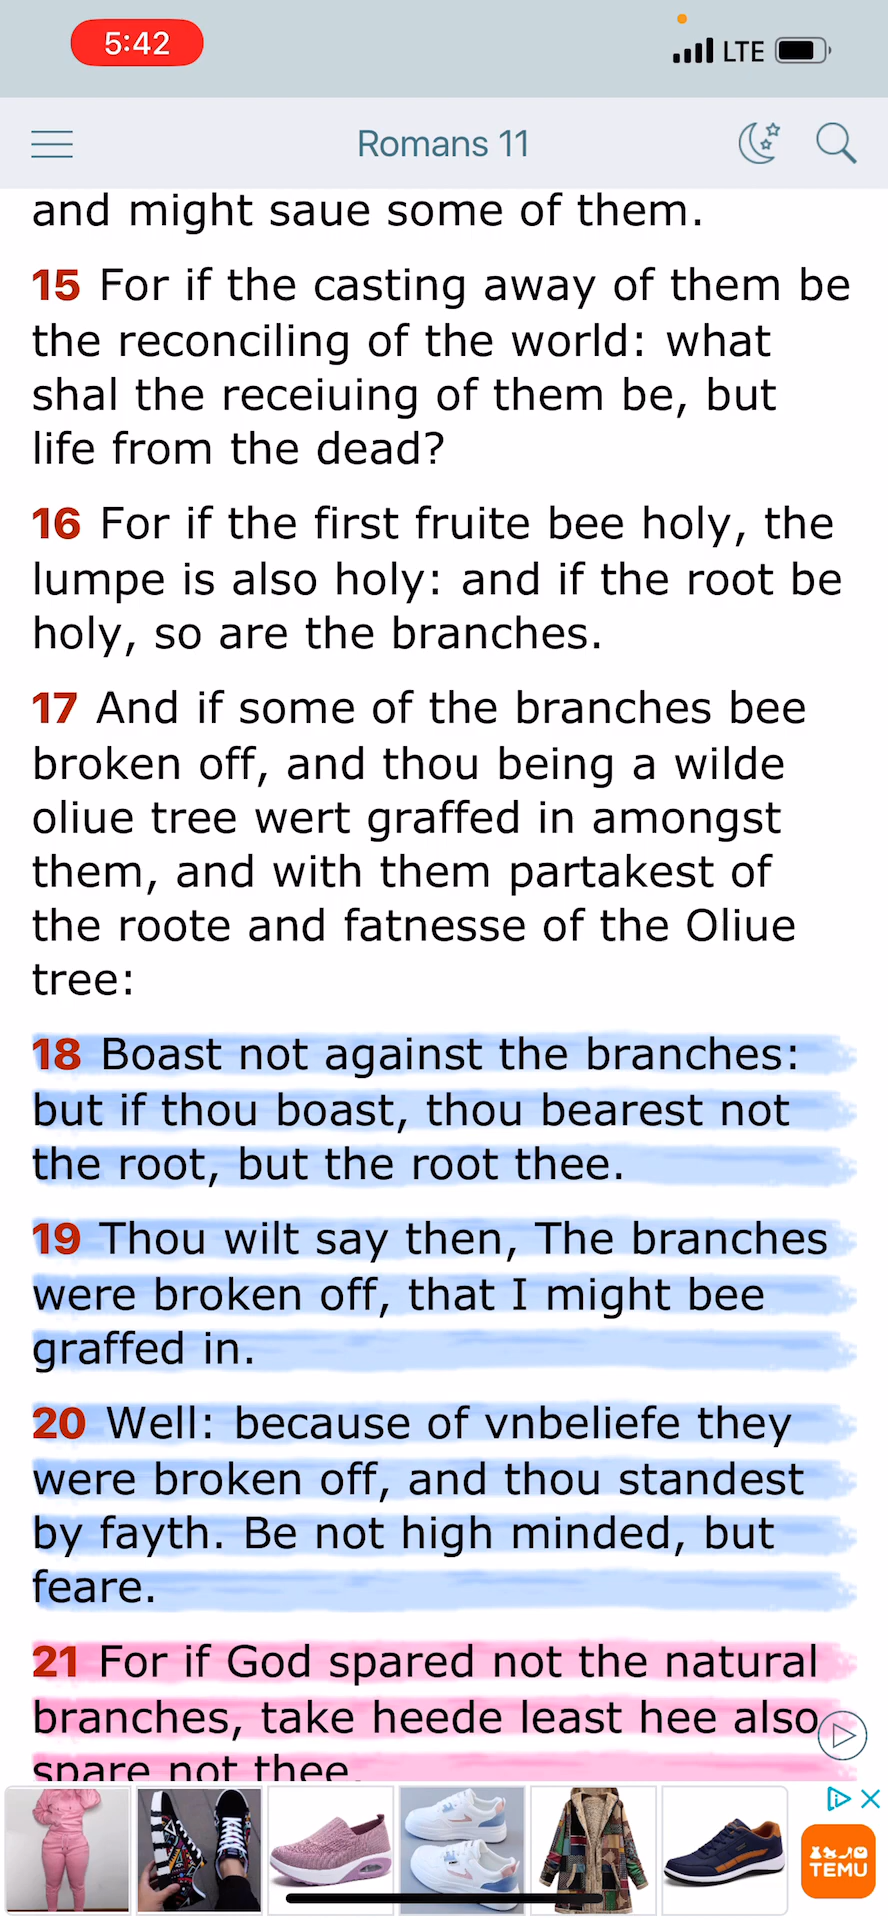 5:42
LTE
Romans 11
and might saue some of them.
15 For if the casting away of them be
the reconciling of the world: what
shal the receiuing of them be, but
life from the dead?
16 For if the first fruite bee holy, the
lumpe is also holy: and if the root be
holy, so are the branches.
17 And if some of the branches bee
broken off, and thou being a wilde
oliue tree wert graffed in amongst
them, and with them partakest of
the roote and fatnesse of the Oliue
tree:
18 Boast not against the branches:
but if thou boast, thou bearest not
the root, but the root thee.
19 Thou wilt say then, The branches
were broken off, that I might bee
graffed in.
20 Well: because of vnbeliefe they
were broken off, and thou standest
by fayth. Be not high minded, but
feare.
21 For if God spared not the natural
branches, take heede least hee also
spare not thee.
TEMU